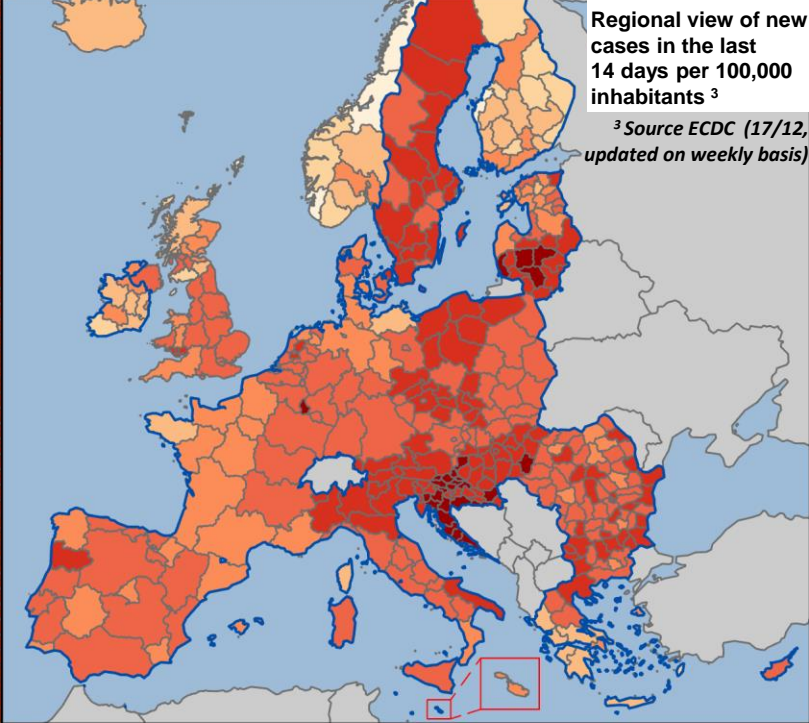 Regional view of new
cases in the last
14 days per 100,000
inhabitants ³
³ Source ECDC (17/12,
updated on weekly basis)